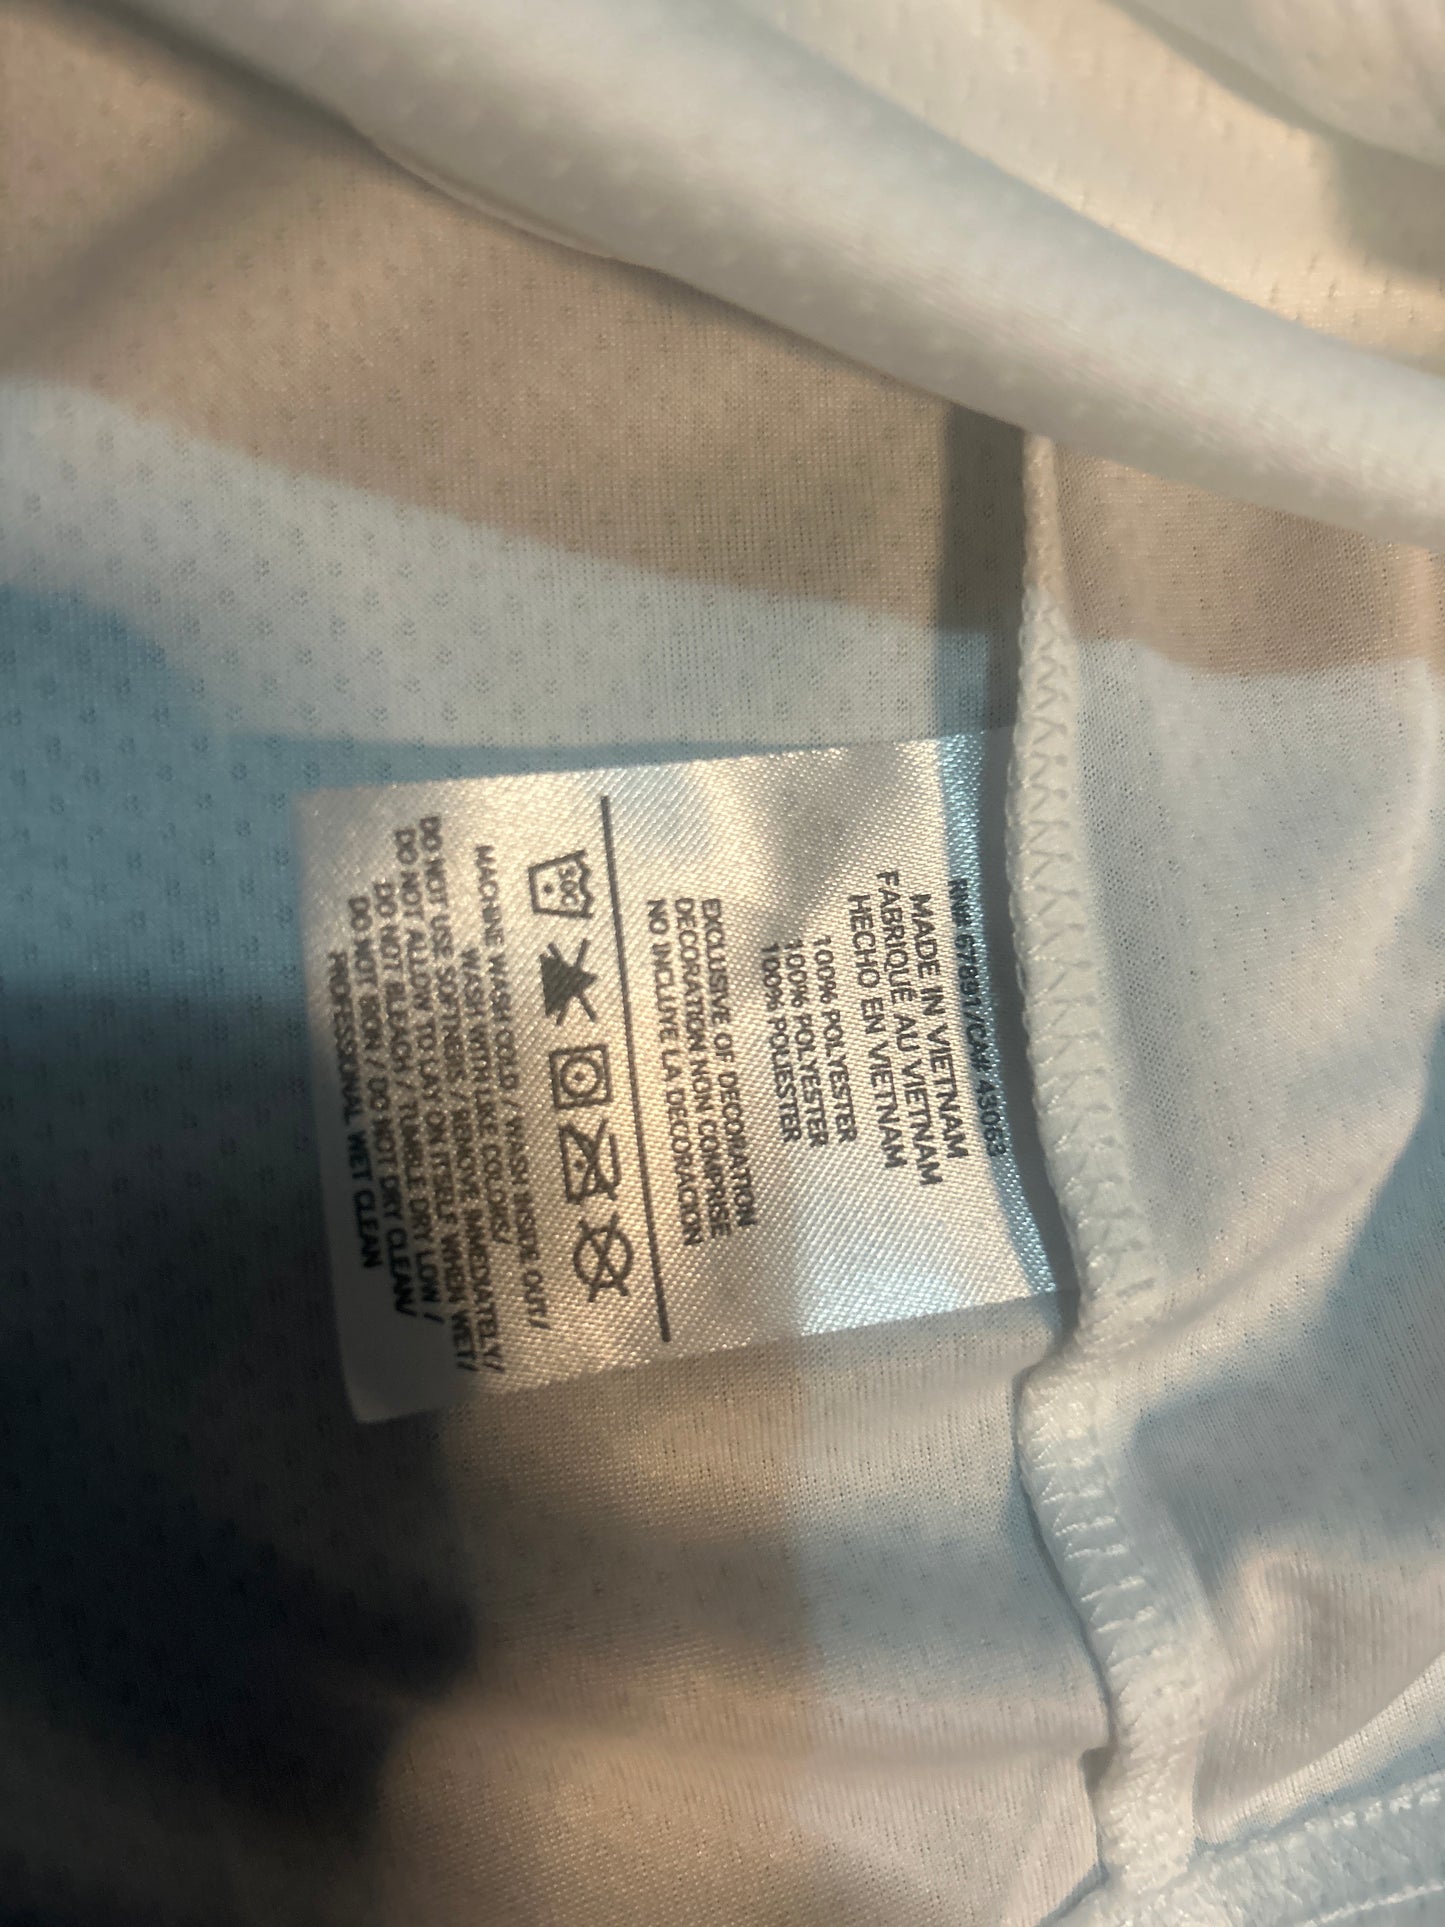 RN# 67891/CA# 43063
MADE IN VIETNAM
FABRIQUÉ AU VIETNAM
HECHO EN VIETNAM
100% POLYESTER
100% POLYESTER
100% POLIESTER
EXCLUSIVE OF DECORATION
DÉCORATION NON COMPRISE
NO INCLUYE LA DECORACIÓN
30C
MACHINE WASH COLD / WASH INSIDE OUT/
WASH WITH LIKE COLORS/
DO NOT USE SOFTNERS / REMOVE IMMEDIATELY/
DO NOT ALLOW TO LAY ON ITSELF WHEN WET/
DO NOT BLEACH / TUMBLE DRY LOW /
DO NOT IRON / DO NOT DRY CLEAN/
PROFESSIONAL WET CLEAN